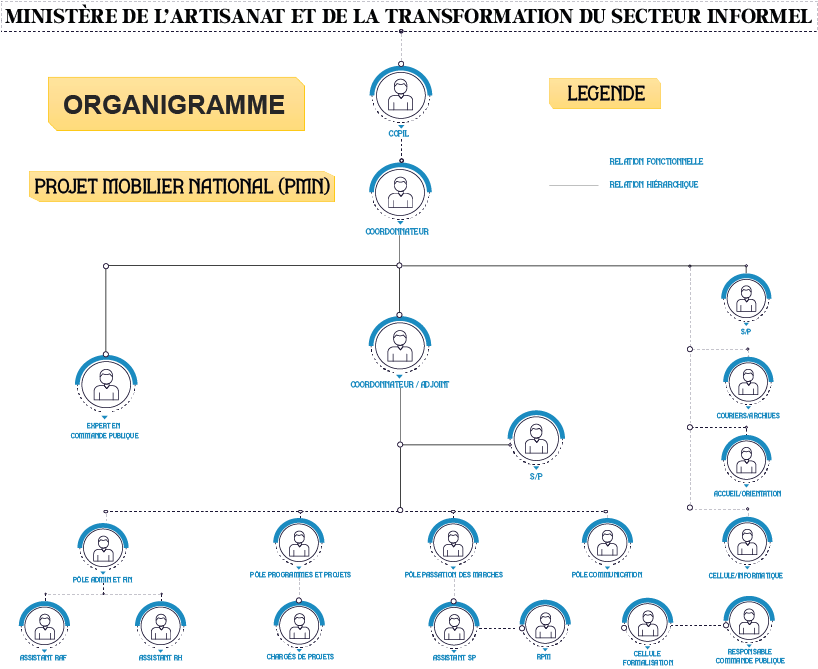 MINISTÈRE DE L'ARTISANAT ET DE LA TRANSFORMATION DU SECTEUR INFORMEL
ORGANIGRAMME
LEGENDE
COPIL
RELATION FONCTIONNELLE
PROJET MOBILIER NATIONAL (PMN)
RELATION HIÉRARCHIQUE
COORDONNATEUR
S/P
COORDONNATEUR / ADJOINT
COURIERS/ARCHIVES
EXPERT EN
COMMANDE PUBLIQUE
S/P
ACCUEIL/ORIENTATION
PÔLE ADMIN ET FIN
PÔLE PROGRAMMES ET PROJETS
PÔLE PASSATION DES MARCHES
PÔLE COMMUNICATION
CELLULE/INFORMATIQUE
ASSISTANT RAF
ASSISTANT RH
CHARGÉS DE PROJETS
ASSISTANT SP
RPM
CELLULE
FORMALISATION
RESPONSABLE
COMMANDE PUBLIQUE